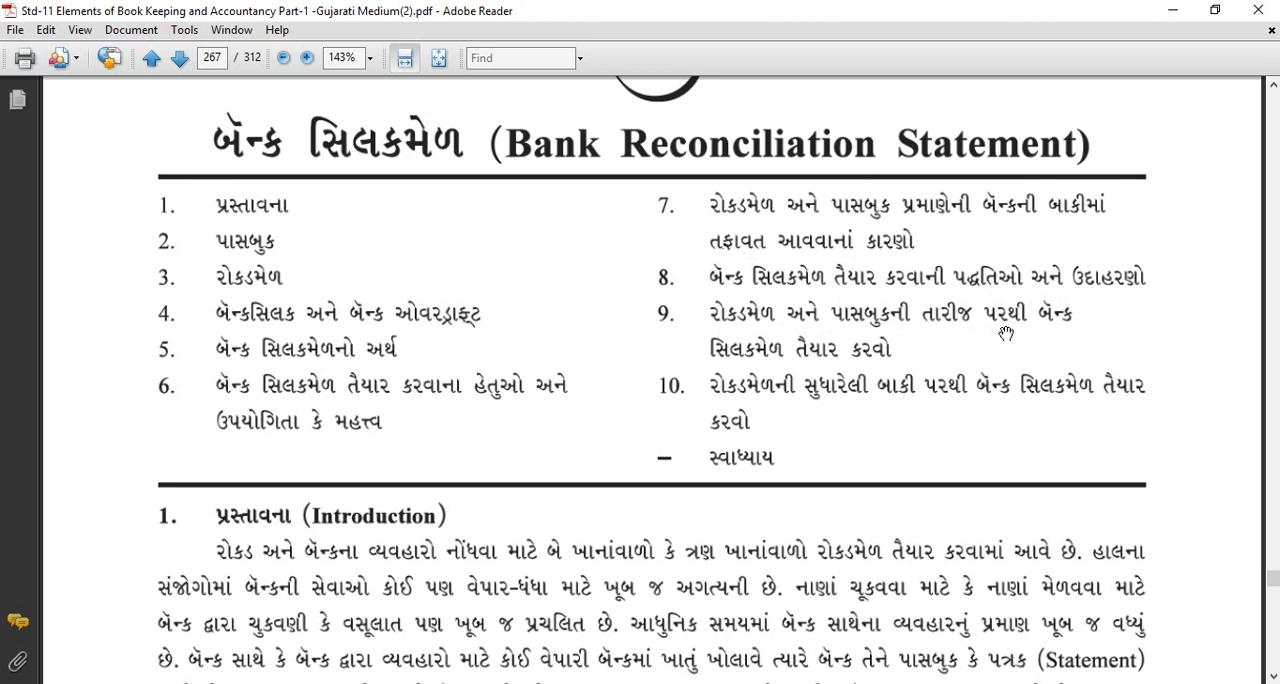 Std-11 Elements of Book Keeping and Accountancy Part-1 -Gujarati Medium(2).pdf - Adobe Reader
File Edit View Document Tools Window Help
267 / 312 143% Find
બૅન્ક સિલકમેળ (Bank Reconciliation Statement)
1. પ્રસ્તાવના
2. પાસબુક
3. રોકડમેળ
4. બૅન્કસિલક અને બૅન્ક ઓવરડ્રાફ્ટ
5. બૅન્ક સિલકમેળનો અર્થ
6. બૅન્ક સિલકમેળ તૈયાર કરવાના હેતુઓ અને
ઉપયોગિતા કે મહત્ત્વ
7. રોકડમેળ અને પાસબુક પ્રમાણેની બૅન્કની બાકીમાં
તફાવત આવવાનાં કારણો
8. બૅન્ક સિલકમેળ તૈયાર કરવાની પદ્ધતિઓ અને ઉદાહરણો
9. રોકડમેળ અને પાસબુકની તારીજ પરથી બૅન્ક
સિલકમેળ તૈયાર કરવો
10. રોકડમેળની સુધારેલી બાકી પરથી બૅન્ક સિલકમેળ તૈયાર
કરવો
– સ્વાધ્યાય
1. પ્રસ્તાવના (Introduction)
રોકડ અને બૅન્કના વ્યવહારો નોંધવા માટે બે ખાનાંવાળો કે ત્રણ ખાનાંવાળો રોકડમેળ તૈયાર કરવામાં આવે છે. હાલના
સંજોગોમાં બૅન્કની સેવાઓ કોઈ પણ વેપાર-ધંધા માટે ખૂબ જ અગત્યની છે. નાણાં ચૂકવવા માટે કે નાણાં મેળવવા માટે
બૅન્ક દ્વારા ચુકવણી કે વસૂલાત પણ ખૂબ જ પ્રચલિત છે. આધુનિક સમયમાં બૅન્ક સાથેના વ્યવહારનું પ્રમાણ ખૂબ જ વધ્યું
છે. બૅન્ક સાથે કે બૅન્ક દ્વારા વ્યવહારો માટે કોઈ વેપારી બૅન્કમાં ખાતું ખોલાવે ત્યારે બૅન્ક તેને પાસબુક કે પત્રક (Statement)